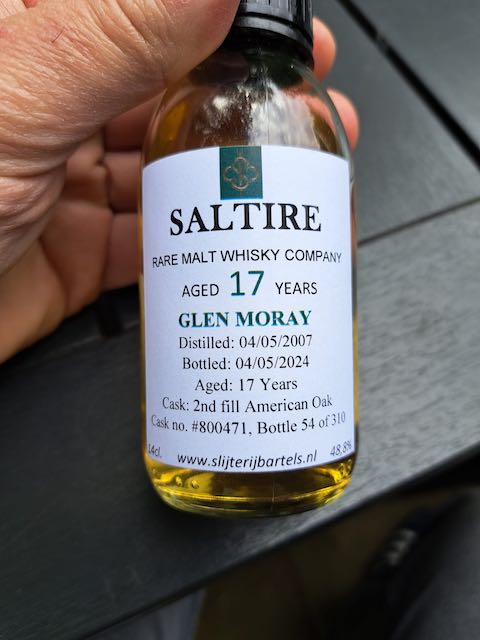 SALTIRE
RARE MALT WHISKY COMPANY
AGED 17 YEARS
GLEN MORAY
Distilled: 04/05/2007
Bottled: 04/05/2024
Aged: 17 Years
Cask: 2nd fill American Oak
Cask no. #800471, Bottle 54 of 310
14cl. www.slijterijbartels.nl 48,8%